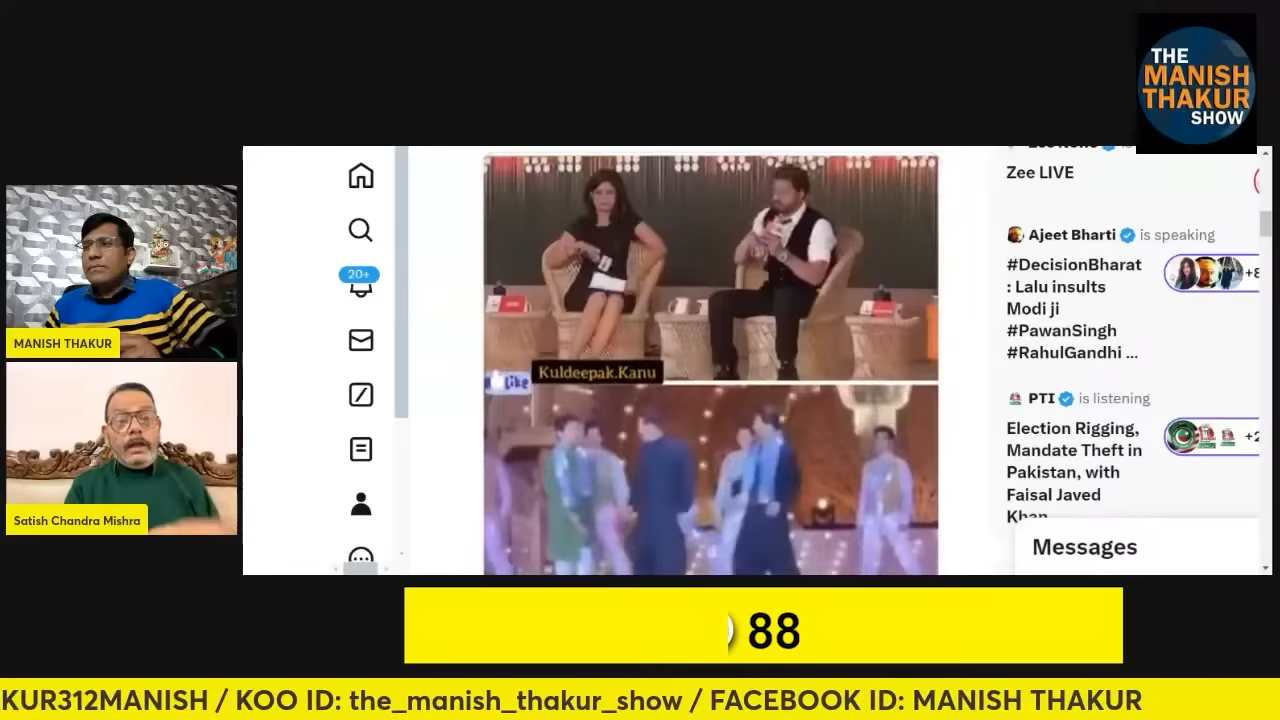 THE
MANISH
THAKUR
SHOW
MANISH THAKUR
Satish Chandra Mishra
20+
Kuldeepak.Kanu
Like
Zee LIVE
Ajeet Bharti is speaking
#DecisionBharat
: Lalu insults
Modi ji
#PawanSingh
#RahulGandhi ...
+8
PTI is listening
Election Rigging,
Mandate Theft in
Pakistan, with
Faisal Javed
Khan
+2
Messages
88
KUR312MANISH / KOO ID: the_manish_thakur_show / FACEBOOK ID: MANISH THAKUR